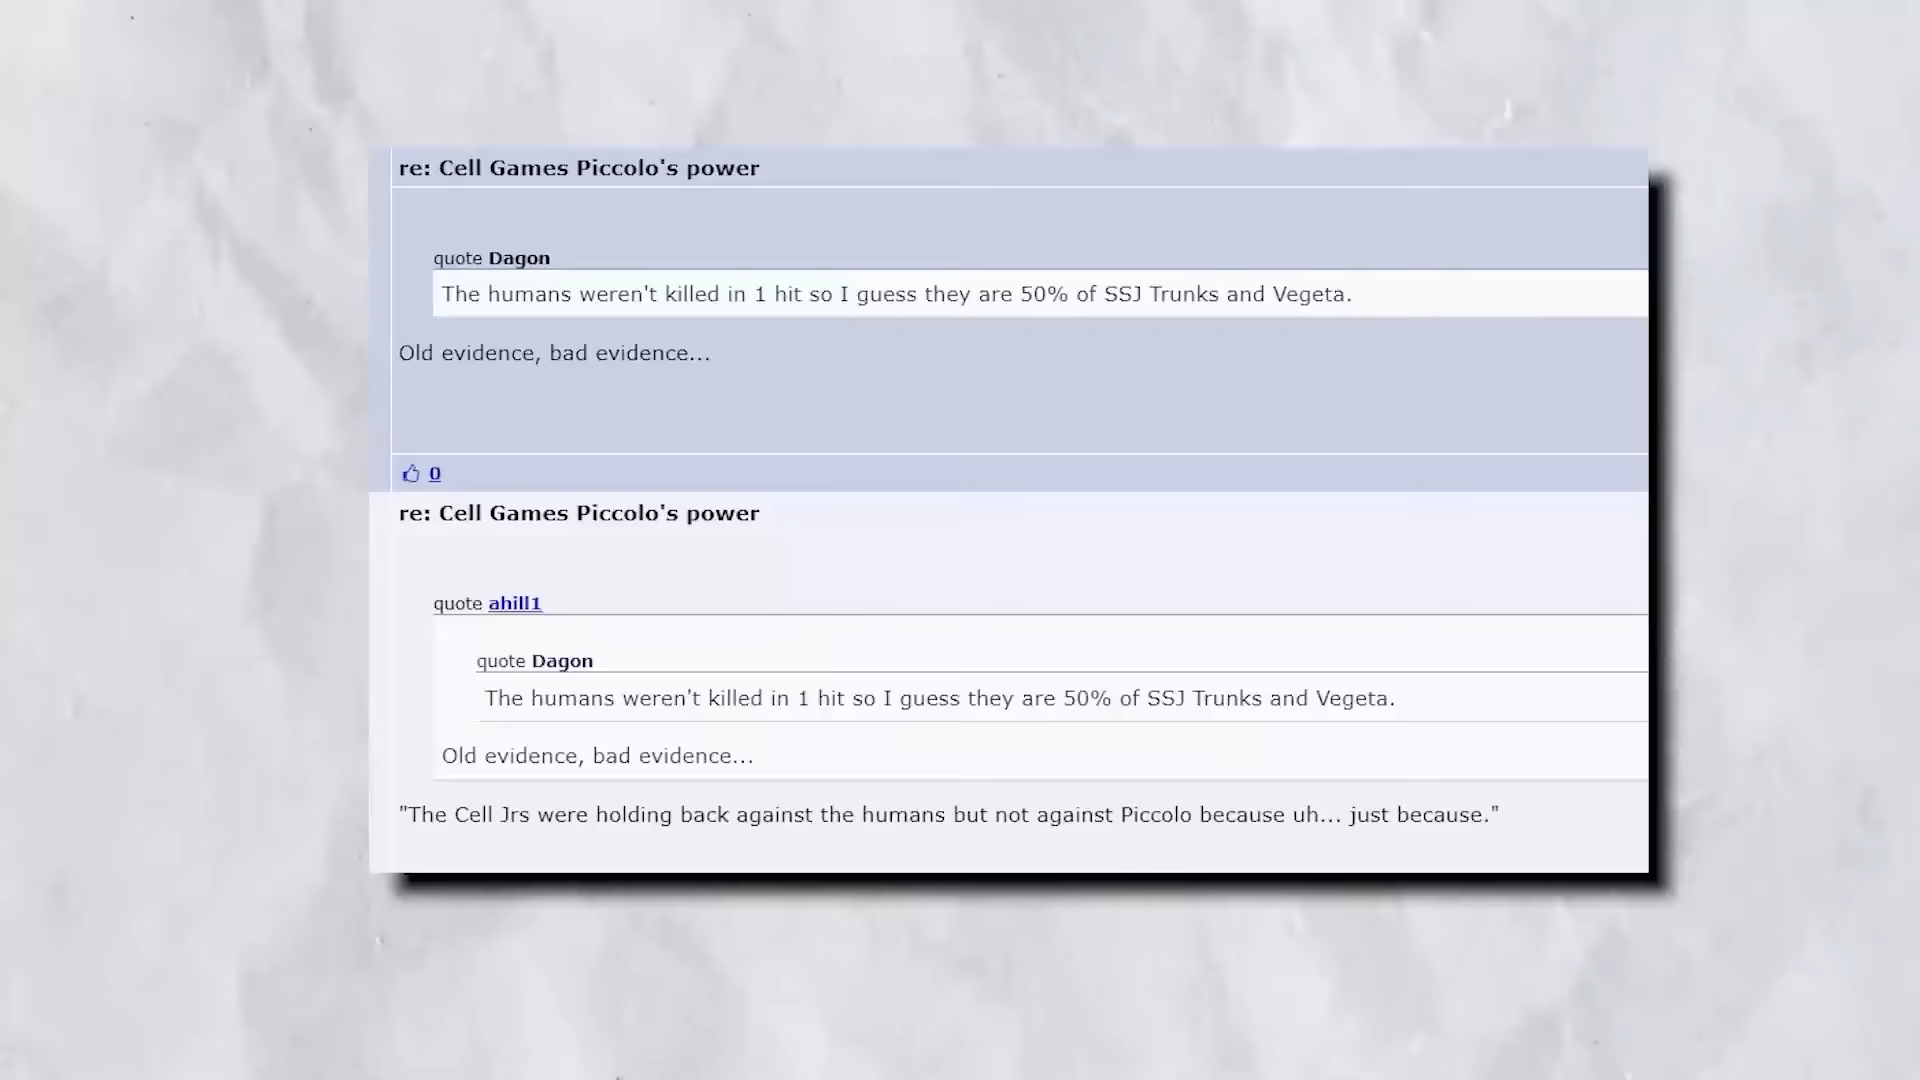 re: Cell Games Piccolo's power
quote Dagon
The humans weren't killed in 1 hit so I guess they are 50% of SSJ Trunks and Vegeta.
Old evidence, bad evidence...
0
re: Cell Games Piccolo's power
quote ahill1
quote Dagon
The humans weren't killed in 1 hit so I guess they are 50% of SSJ Trunks and Vegeta.
Old evidence, bad evidence...
"The Cell Jrs were holding back against the humans but not against Piccolo because uh... just because."